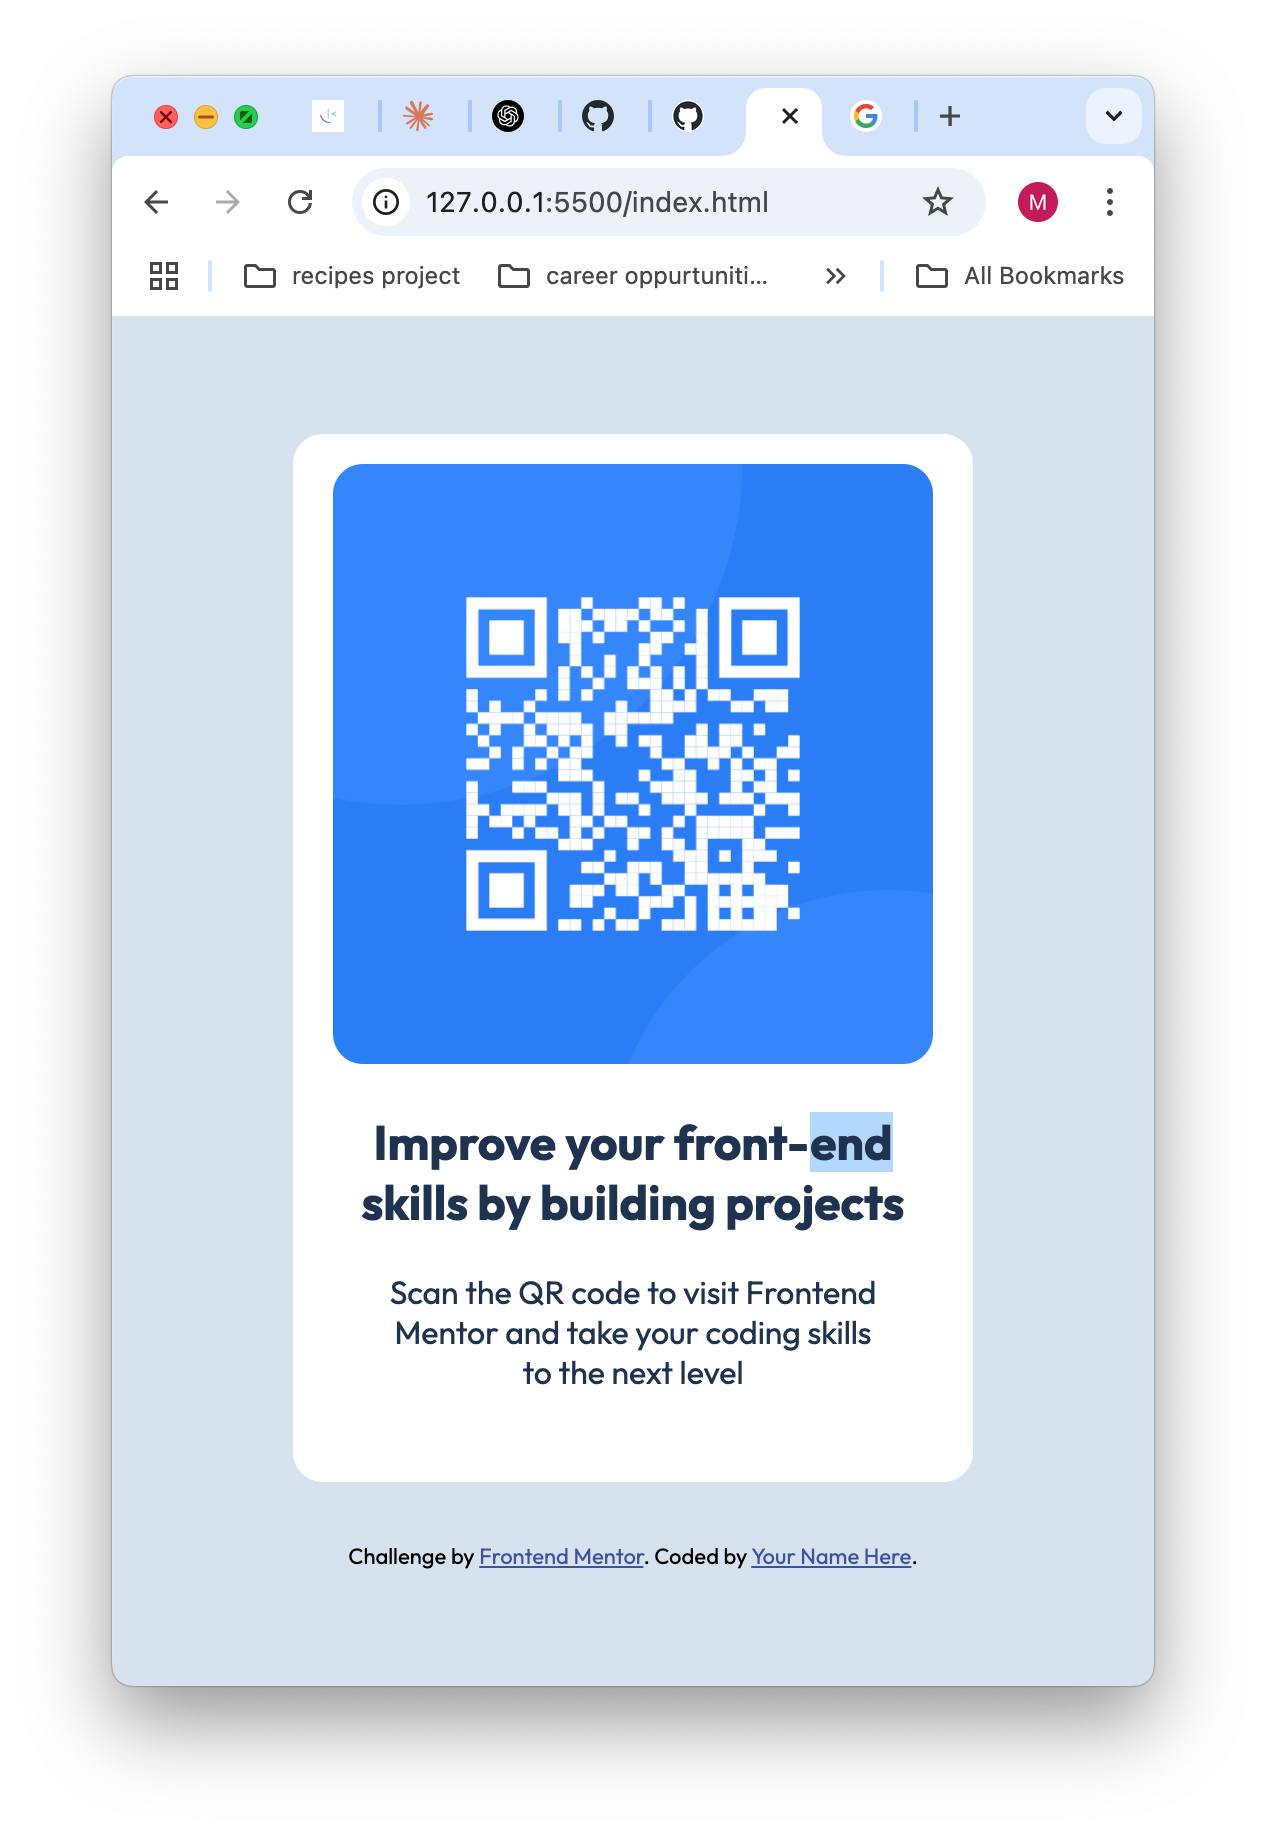 127.0.0.1:5500/index.html
M
recipes project
career oppurtuniti...
All Bookmarks
Improve your front-end
skills by building projects
Scan the QR code to visit Frontend
Mentor and take your coding skills
to the next level
Challenge by Frontend Mentor. Coded by Your Name Here.